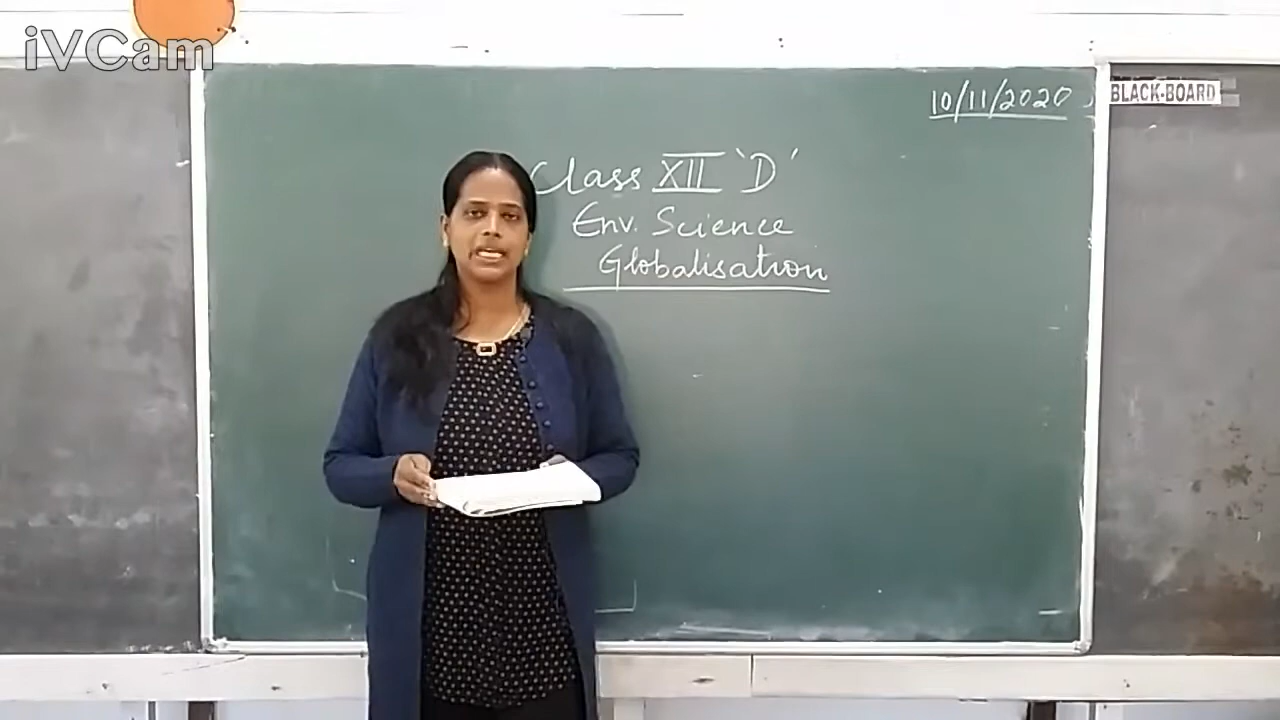 iVCam
10/11/2020
BLACK-BOARD
Class XII 'D'
Env. Science
Globalisation